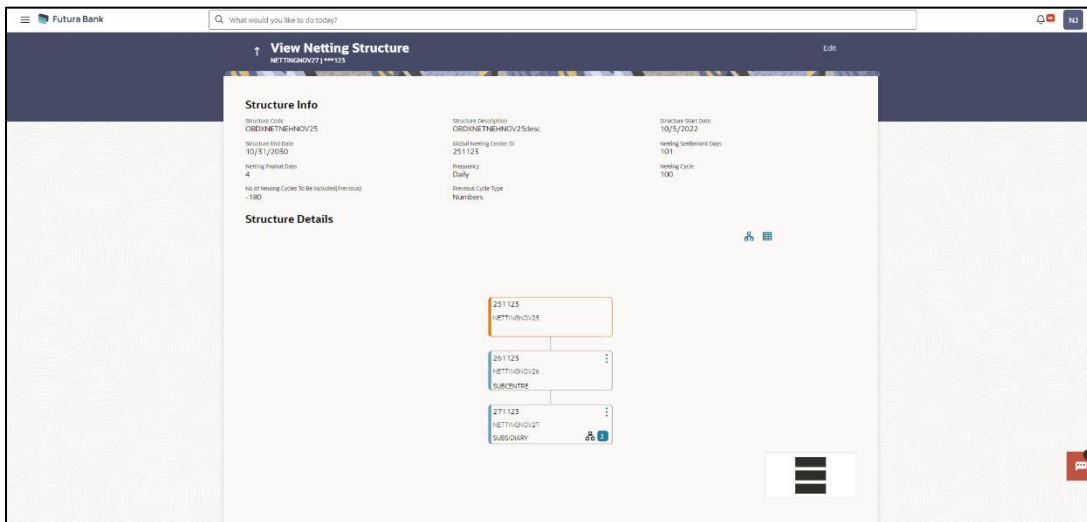 Futura Bank
What would you like to do today?
NJ
View Netting Structure
NETTINGNOV27 | ***123
Edit
Structure Info
Structure Code
Structure Description
Structure Start Date
OBDXNETNEHNOV25
OBDXNETNEHNOV25desc
10/5/2022
Structure End Date
Global Netting Center ID
Netting Settlement Days
10/31/2030
251123
101
Netting Payout Days
Frequency
Netting Cycle
4
Daily
100
No of Netting Cycles To Be Included(Previous)
Previous Cycle Type
-180
Numbers
Structure Details
251123
NETTINGNOV25
261123
NETTINGNOV26
SUBCENTRE
271123
NETTINGNOV27
SUBSIDIARY
2